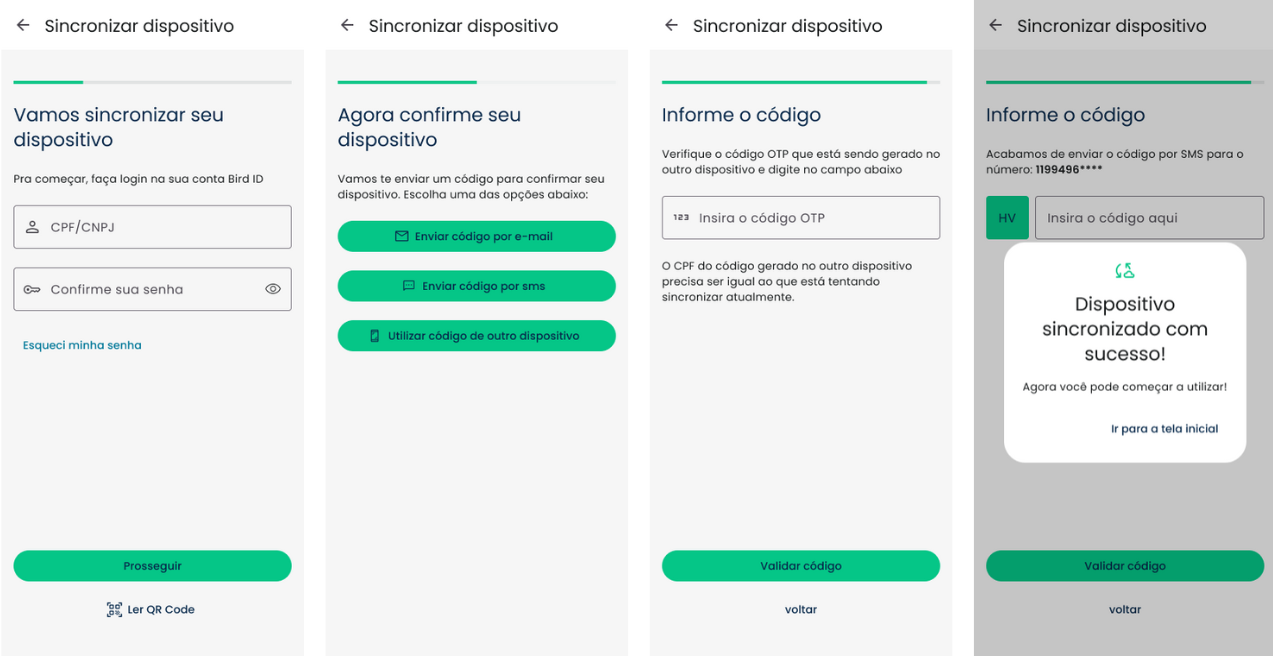 Sincronizar dispositivo
Vamos sincronizar seu
dispositivo
Pra começar, faça login na sua conta Bird ID
CPF/CNPJ
Confirme sua senha
Esqueci minha senha
Prosseguir
Ler QR Code
Sincronizar dispositivo
Agora confirme seu
dispositivo
Vamos te enviar um código para confirmar seu
dispositivo. Escolha uma das opções abaixo:
Enviar código por e-mail
Enviar código por sms
Utilizar código de outro dispositivo
Sincronizar dispositivo
Informe o código
Verifique o código OTP que está sendo gerado no
outro dispositivo e digite no campo abaixo
123 Insira o código OTP
O CPF do código gerado no outro dispositivo
precisa ser igual ao que está tentando
sincronizar atualmente.
Validar código
voltar
Sincronizar dispositivo
Informe o código
Acabamos de enviar o código por SMS para o
número: 1199496****
HV Insira o código aqui
Dispositivo
sincronizado com
sucesso!
Agora você pode começar a utilizar!
Ir para a tela inicial
Validar código
voltar